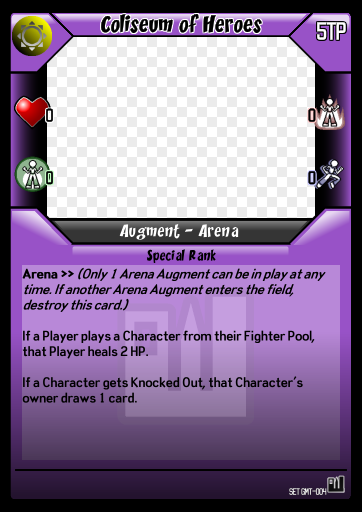 Coliseum of Heroes
5TP
0
0
0
0
Augment - Arena
Special Rank
Arena >> (Only 1 Arena Augment can be in play at any
time. If another Arena Augment enters the field,
destroy this card.)
If a Player plays a Character from their Fighter Pool,
that Player heals 2 HP.
If a Character gets Knocked Out, that Character's
owner draws 1 card.
SET GMT-004